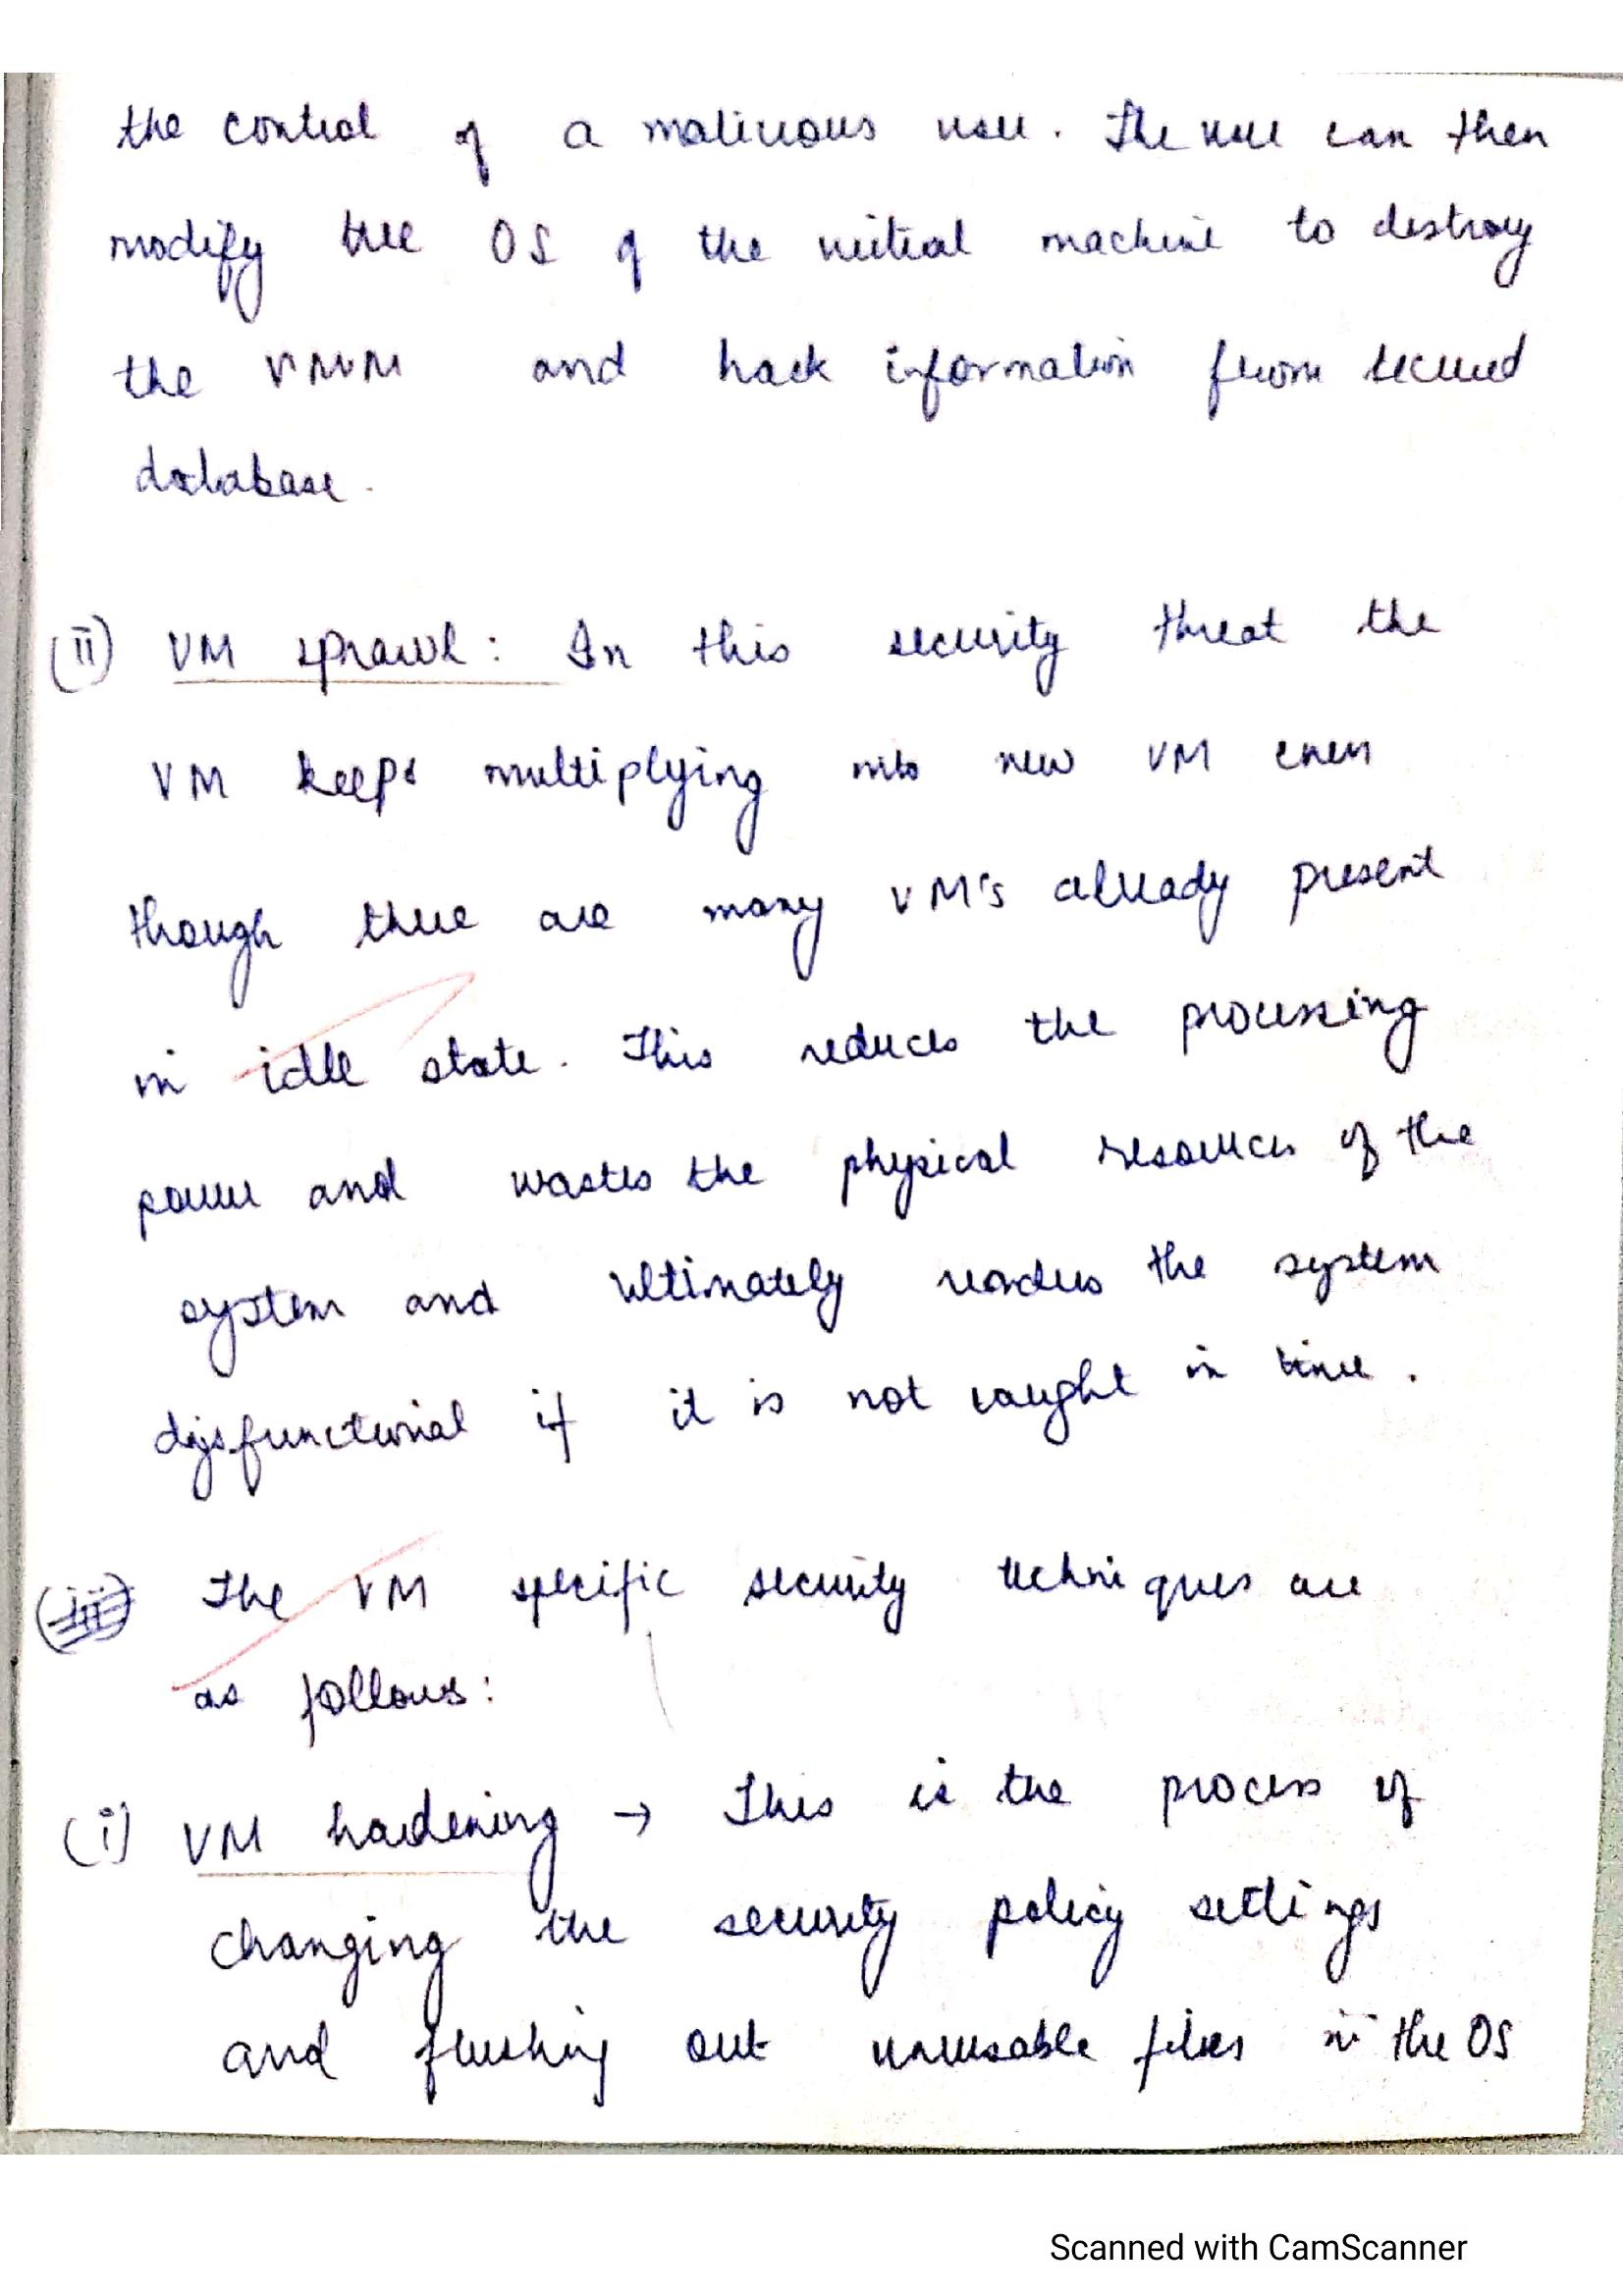 the control of a malicious user. The user can then
modify the OS of the virtual machine to destroy
the VMM and hack information from secured
database.
(ii) VM sprawl: In this security threat the
VM keeps multiplying into new VM even
though there are many VM's already present
in idle state. This reduces the processing
power and wastes the physical resources of the
system and ultimately renders the system
dysfunctional if it is not caught in time.
The VM specific security techniques are
as follows:
(i) VM hardening → This is the process of
changing the security policy settings
and flushing out unusable files in the OS
Scanned with CamScanner